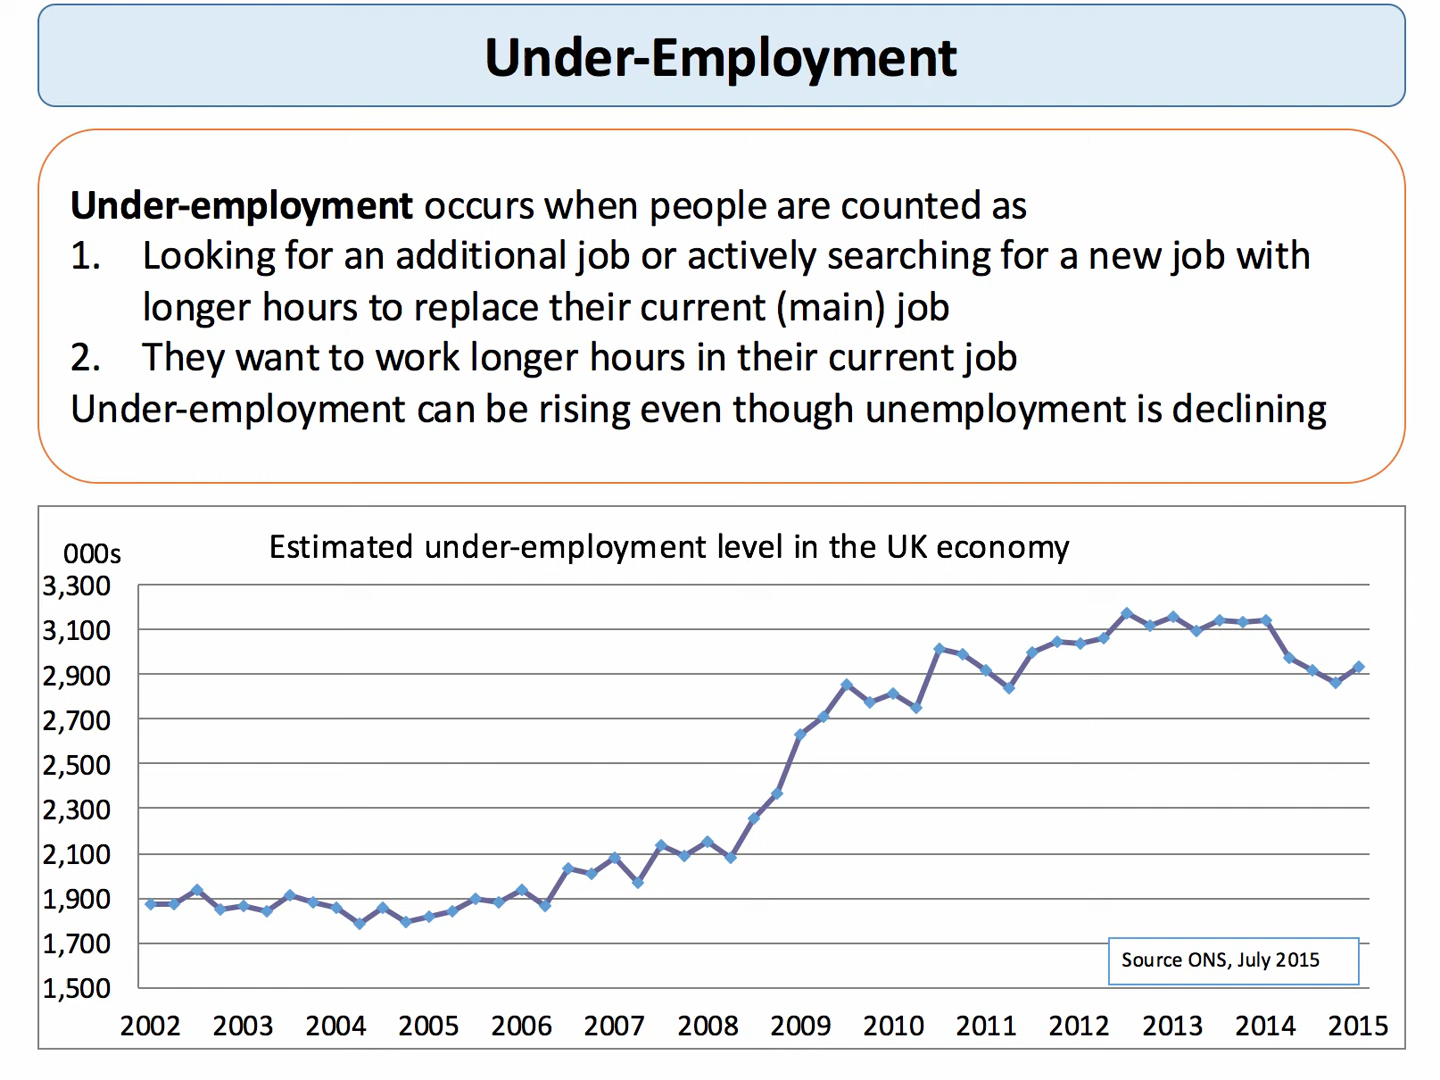 Under-Employment
Under-employment occurs when people are counted as
1. Looking for an additional job or actively searching for a new job with
longer hours to replace their current (main) job
2. They want to work longer hours in their current job
Under-employment can be rising even though unemployment is declining
Estimated under-employment level in the UK economy
000s
3,300
3,100
2,900
2,700
2,500
2,300
2,100
1,900
1,700
1,500
Source ONS, July 2015
2002 2003 2004 2005 2006 2007 2008 2009 2010 2011 2012 2013 2014 2015